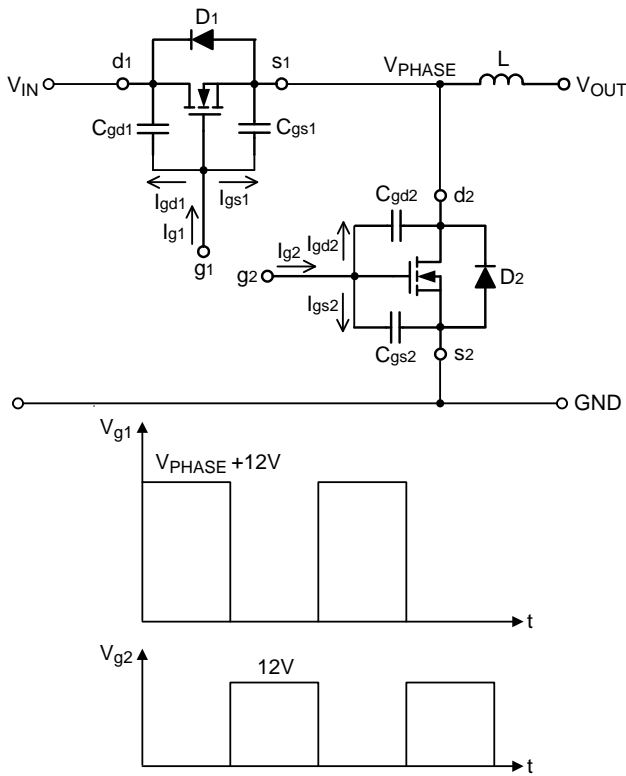 D1
d1
s1
VIN
VPHASE
L
VOUT
Cgd1
Cgs1
Igd1
Igs1
Ig1
g1
Cgd2
d2
Ig2
Igd2
g2
D2
Igs2
Cgs2
s2
GND
Vg1
VPHASE +12V
t
Vg2
12V
t